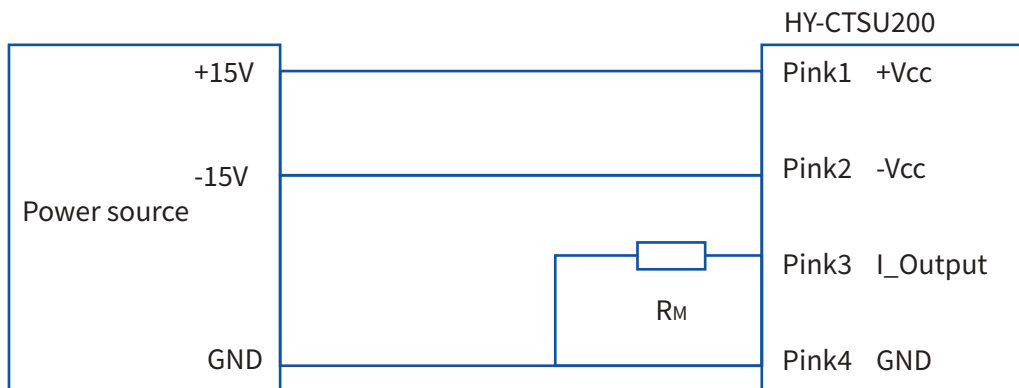 HY-CTSU200
+15V
Pink1 +Vcc
-15V
Pink2 -Vcc
Power source
Pink3 I_Output
RM
GND
Pink4 GND